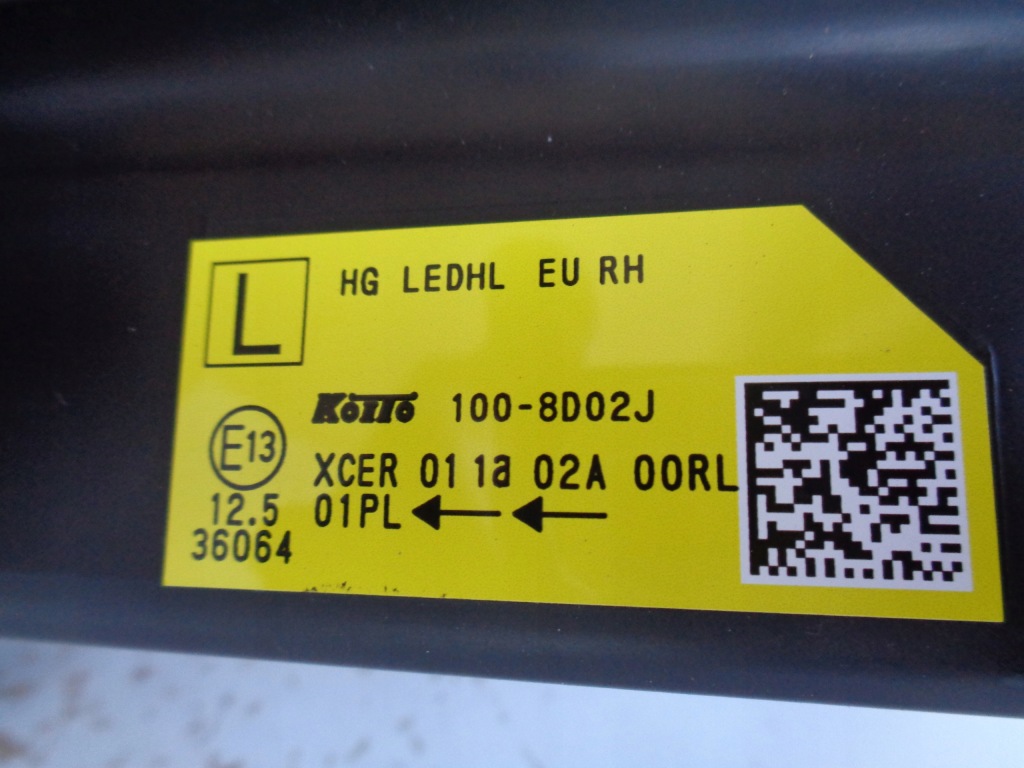 L
HG LEDHL EU RH
KOITO 100-8D02J
E13
XCER 01 1a 02A 00RL
12.5
01PL ← ←
36064